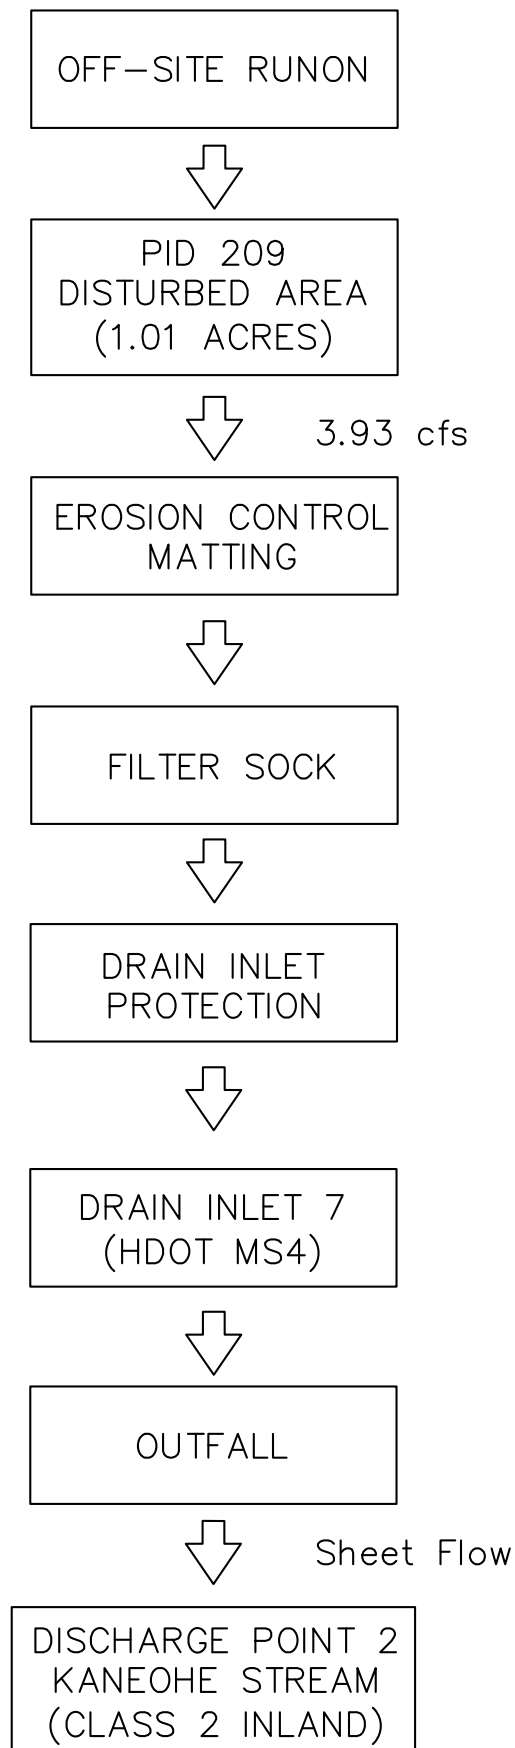 OFF-SITE RUNON
PID 209
DISTURBED AREA
(1.01 ACRES)
3.93 cfs
EROSION CONTROL
MATTING
FILTER SOCK
DRAIN INLET
PROTECTION
DRAIN INLET 7
(HDOT MS4)
OUTFALL
Sheet Flow
DISCHARGE POINT 2
KANEOHE STREAM
(CLASS 2 INLAND)